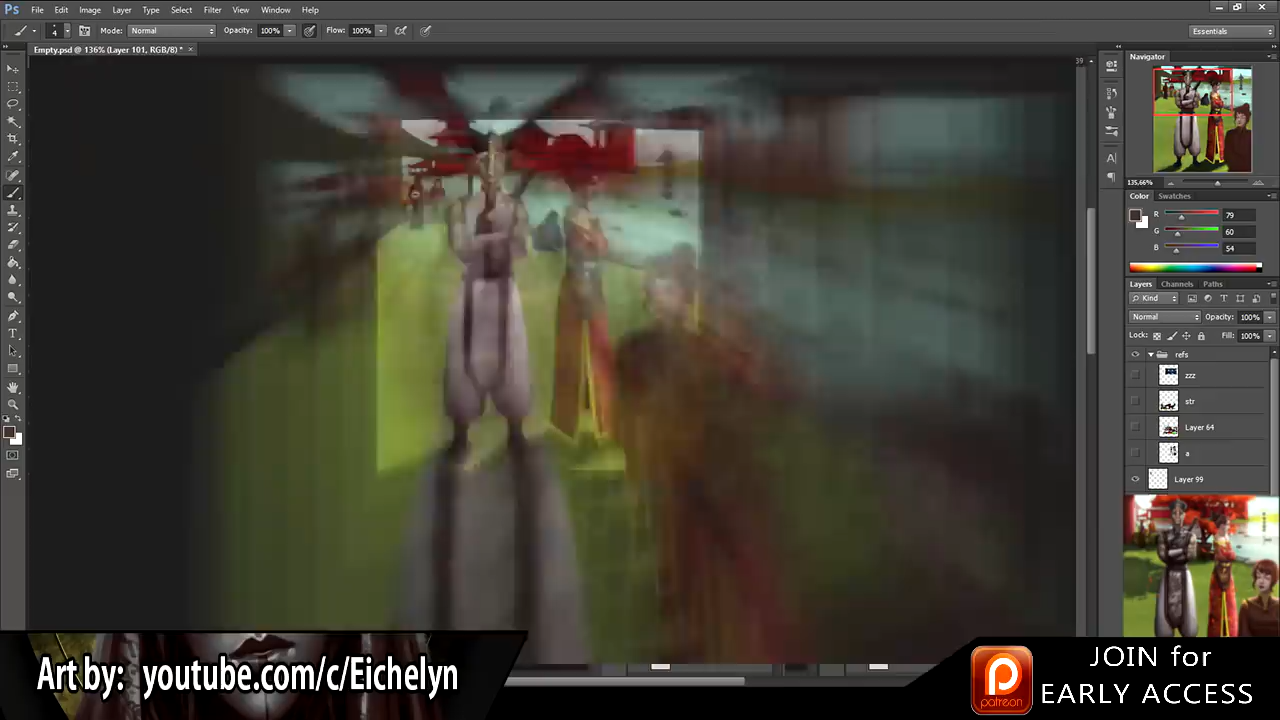 Ps File Edit Image Layer Type Select Filter View Window Help
4 Mode: Normal Opacity: 100% Flow: 100% Essentials
Empty.psd @ 136% (Layer 101, RGB/8) * ×
39
Navigator
135,66%
Color Swatches
R 79
G 60
B 54
Layers Channels Paths
Kind
Normal Opacity: 100%
Lock: Fill: 100%
refs
zzz
str
Layer 64
a
Layer 99
Art by: youtube.com/c/Eichelyn
JOIN for
EARLY ACCESS
patreon